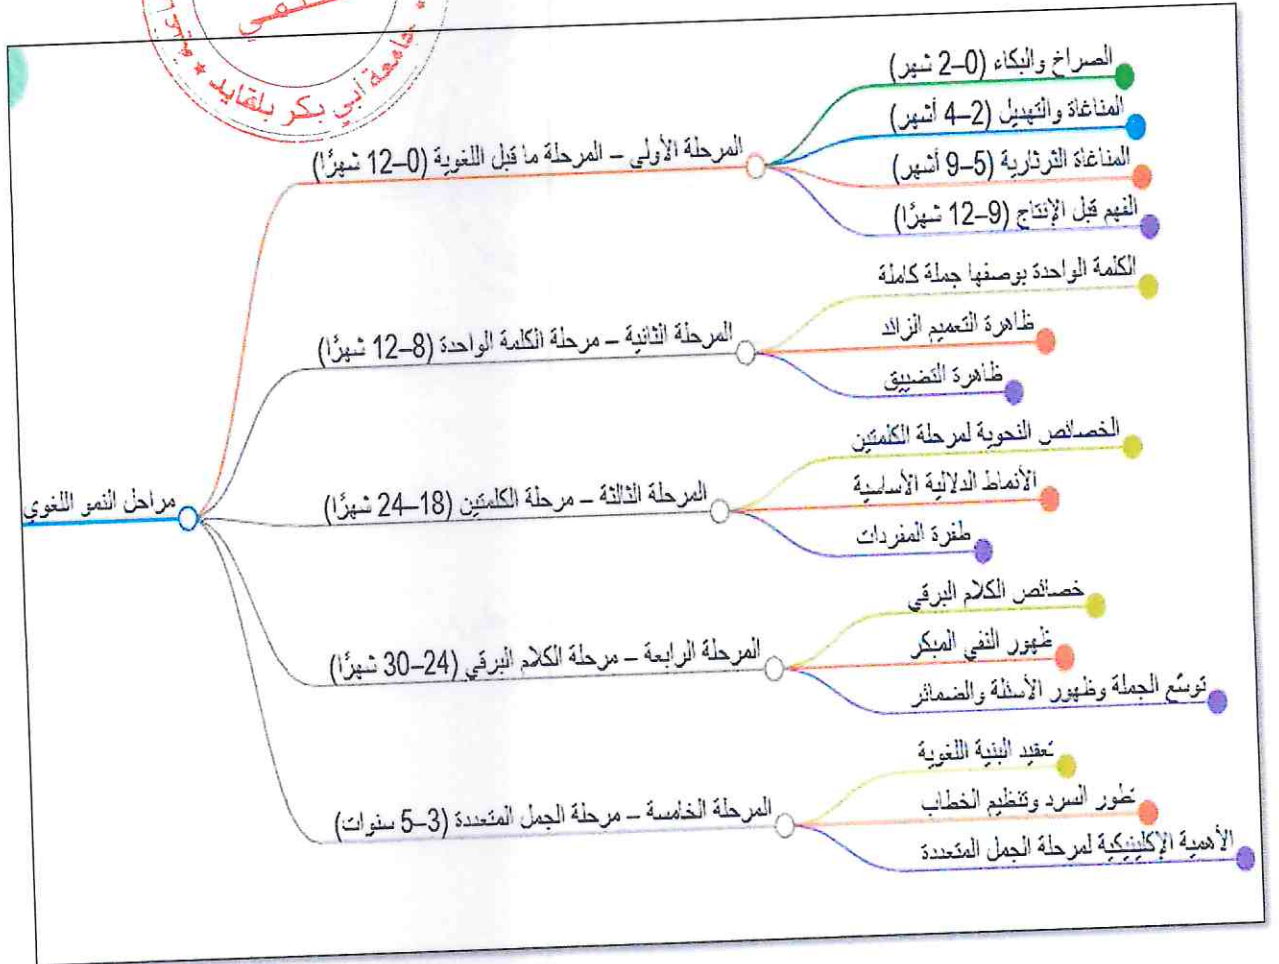 مي
جامعة أبي بكر بلقايد
مراحل النمو اللغوي
المرحلة الأولى – المرحلة ما قبل اللغوية (0–12 شهرًا)
الصراخ والبكاء (0–2 شهر)
المناغاة والتهديل (2–4 أشهر)
المناغاة الثرثارية (5–9 أشهر)
الفهم قبل الإنتاج (9–12 شهرًا)
المرحلة الثانية – مرحلة الكلمة الواحدة (8–12 شهرًا)
الكلمة الواحدة بوصفها جملة كاملة
ظاهرة التعميم الزائد
ظاهرة التضييق
المرحلة الثالثة – مرحلة الكلمتين (18–24 شهرًا)
الخصائص النحوية لمرحلة الكلمتين
الأنماط الدلالية الأساسية
طفرة المفردات
المرحلة الرابعة – مرحلة الكلام البرقي (24–30 شهرًا)
خصائص الكلام البرقي
ظهور النفي المبكر
توسّع الجملة وظهور الأسئلة والضمائر
المرحلة الخامسة – مرحلة الجمل المتعددة (3–5 سنوات)
تعقيد البنية اللغوية
تطور السرد وتنظيم الخطاب
الأهمية الإكلينيكية لمرحلة الجمل المتعددة